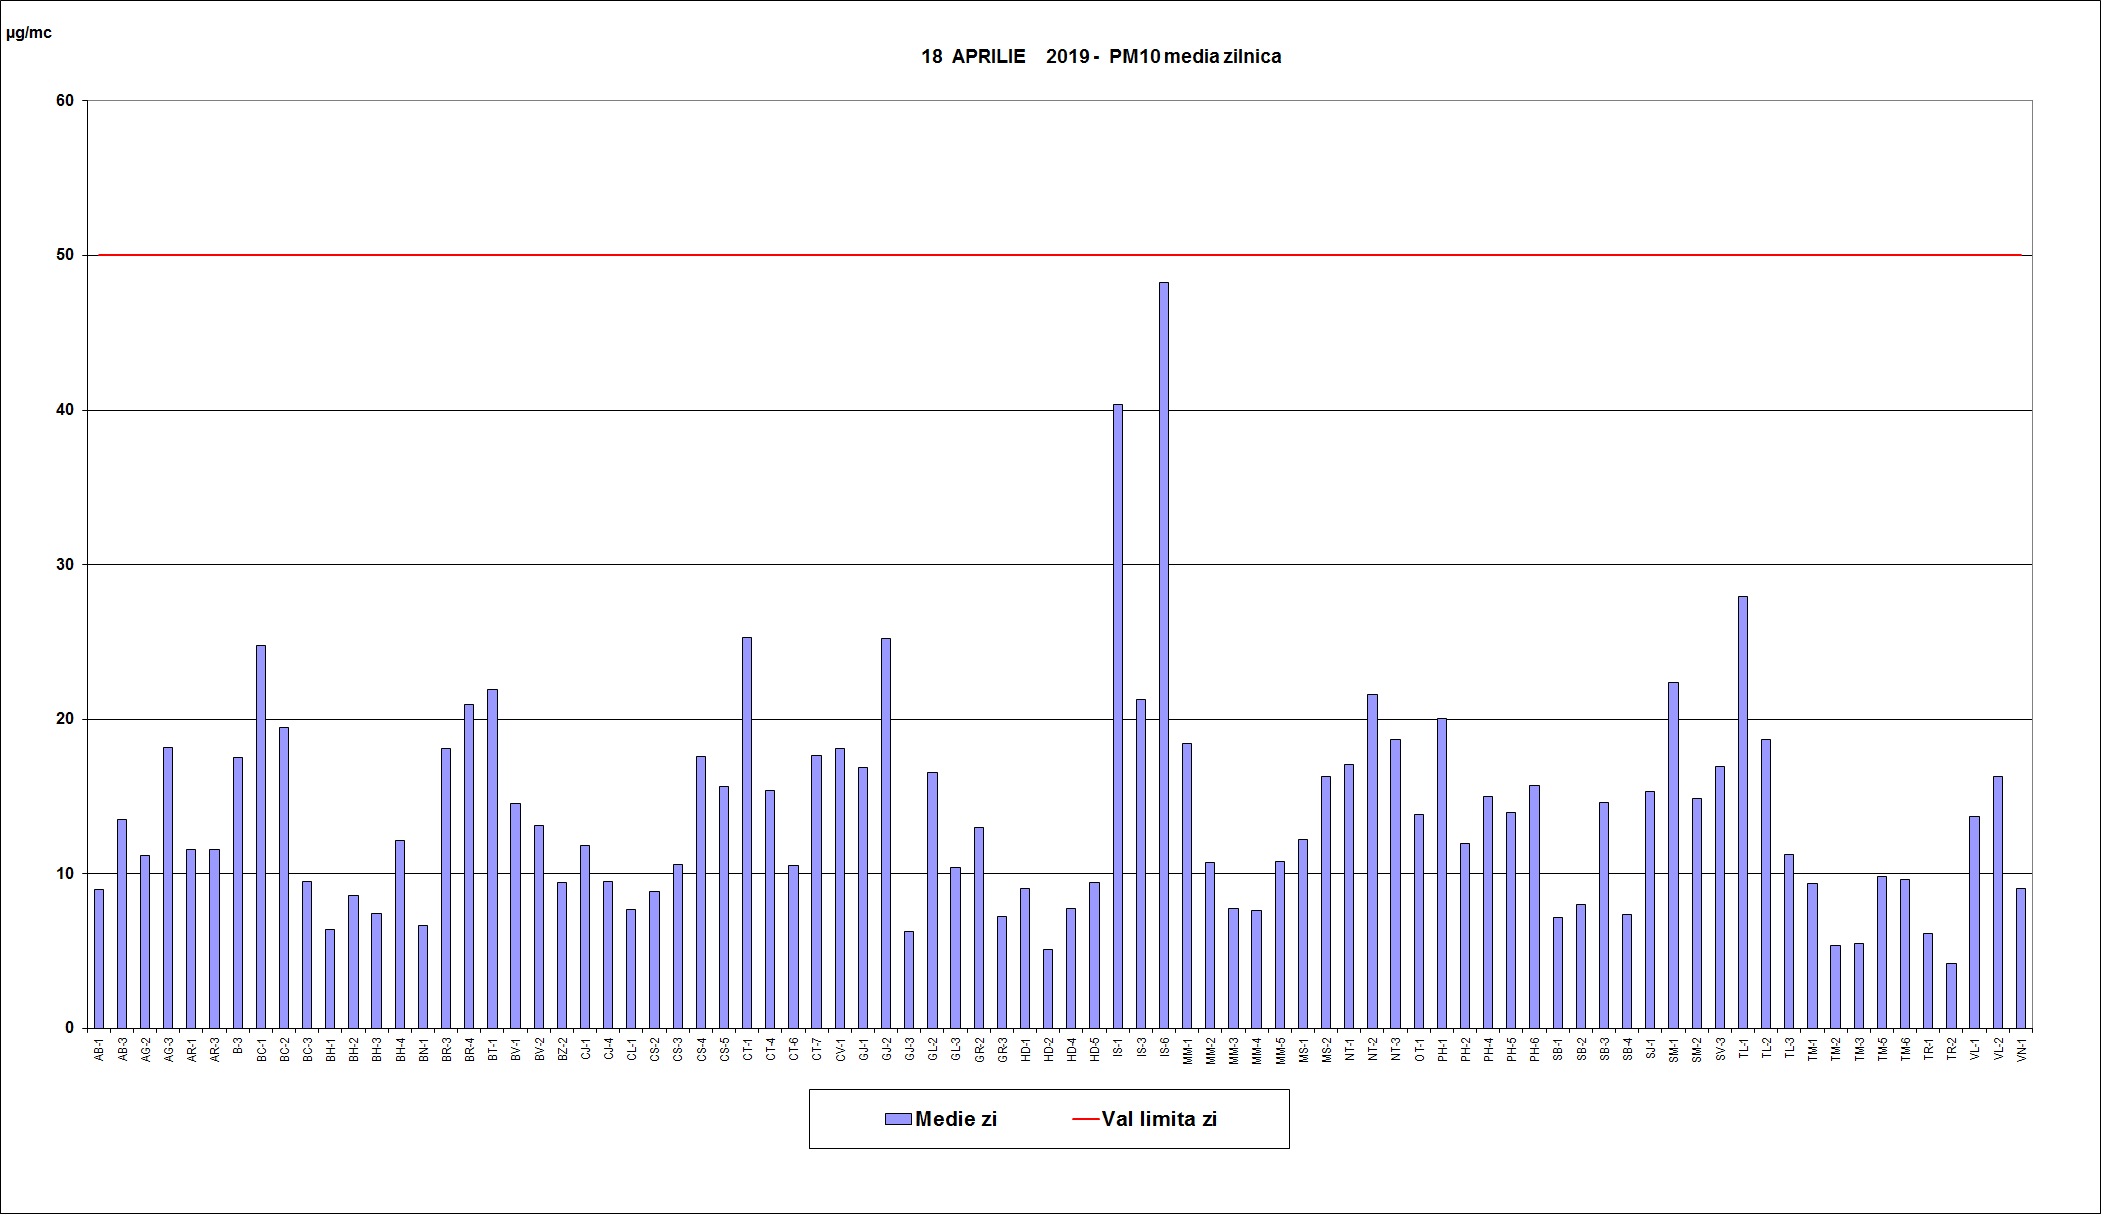 µg/mc
18 APRILIE 2019 - PM10 media zilnica
60
50
40
30
20
10
0
AB-1 AB-3 AG-2 AG-3 AR-1 AR-3 B-3 BC-1 BC-2 BC-3 BH-1 BH-2 BH-3 BH-4 BN-1 BR-3 BR-4 BT-1 BV-1 BV-2 BZ-2 CJ-1 CJ-4 CL-1 CS-2 CS-3 CS-4 CS-5 CT-1 CT-4 CT-6 CT-7 CV-1 GJ-1 GJ-2 GJ-3 GL-2 GL-3 GR-2 GR-3 HD-1 HD-2 HD-4 HD-5 IS-1 IS-3 IS-6 MM-1 MM-2 MM-3 MM-4 MM-5 MS-1 MS-2 NT-1 NT-2 NT-3 OT-1 PH-1 PH-2 PH-4 PH-5 PH-6 SB-1 SB-2 SB-3 SB-4 SJ-1 SM-1 SM-2 SV-3 TL-1 TL-2 TL-3 TM-1 TM-2 TM-3 TM-5 TM-6 TR-1 TR-2 VL-1 VL-2 VN-1
Medie zi Val limita zi